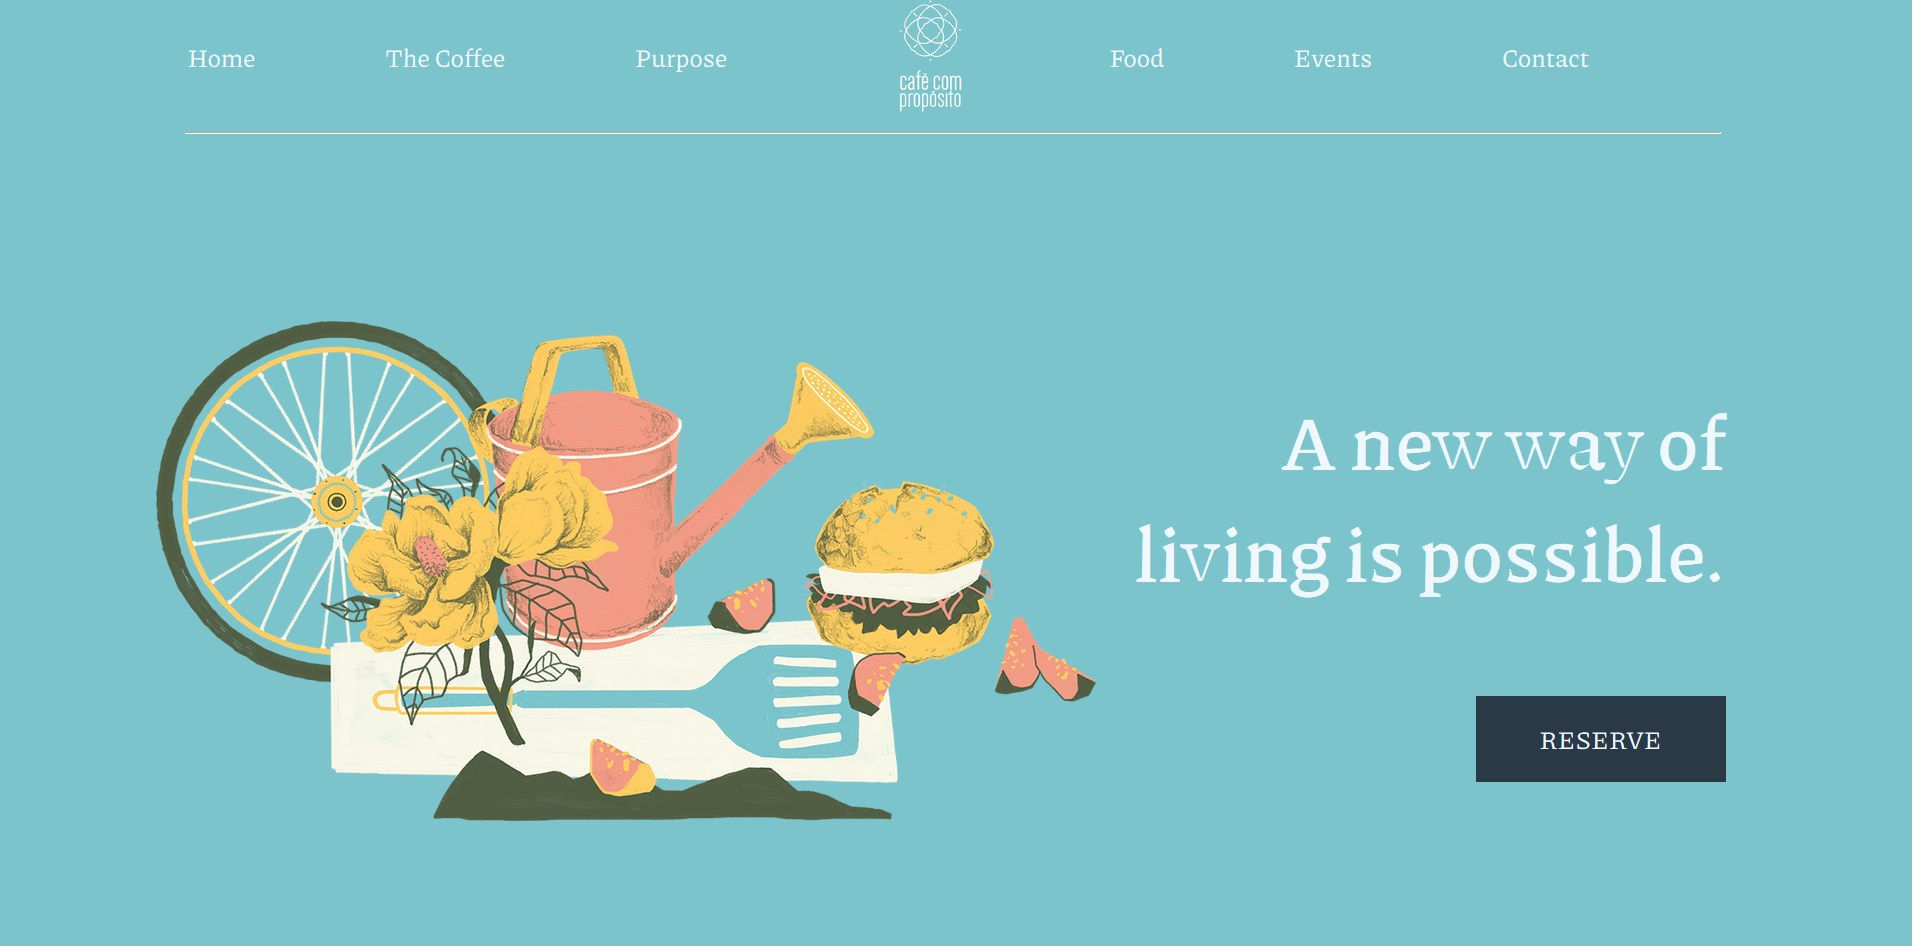 Home The Coffee Purpose
café com
propósito
Food Events Contact
A new way of
living is possible.
RESERVE